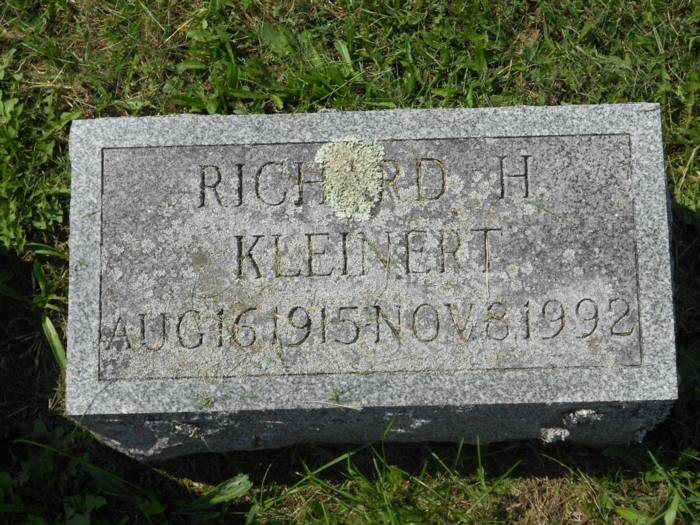 RICHARD H
KLEINERT
AUG 16 1915-NOV 8 1992